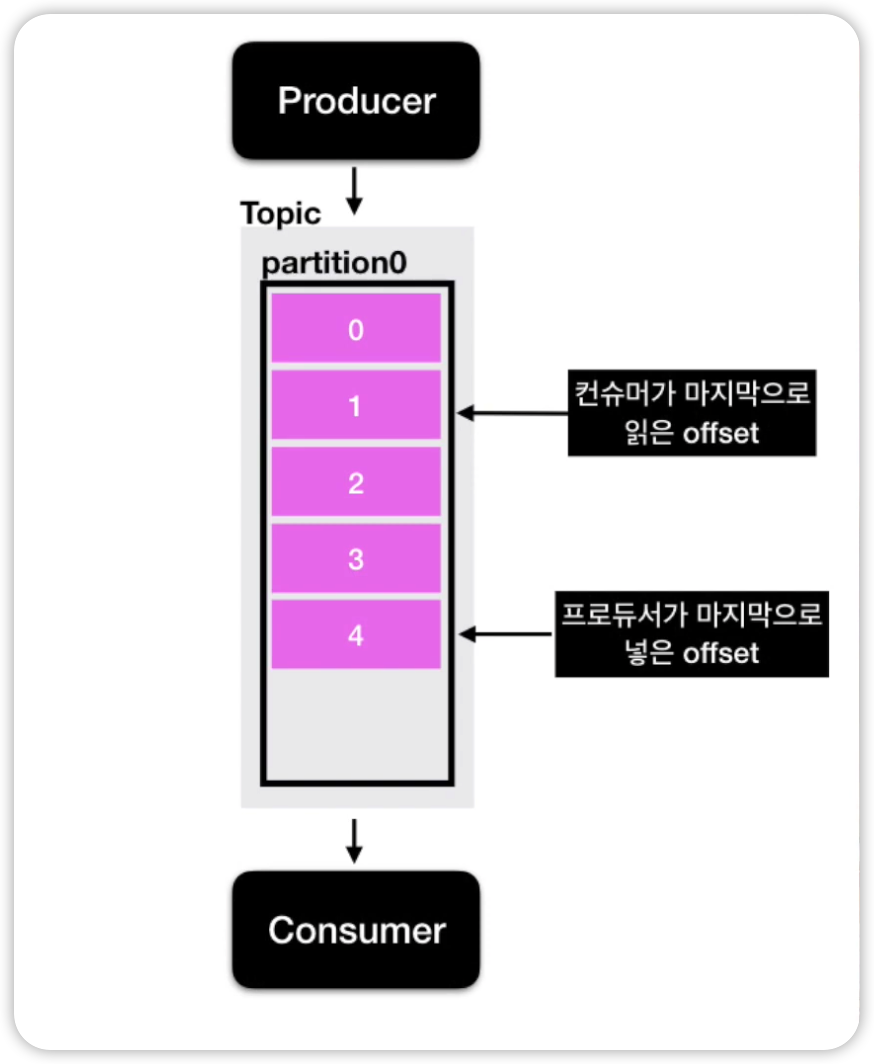 Producer
Topic
partition0
0
1
컨슈머가 마지막으로
읽은 offset
2
3
4
프로듀서가 마지막으로
넣은 offset
Consumer